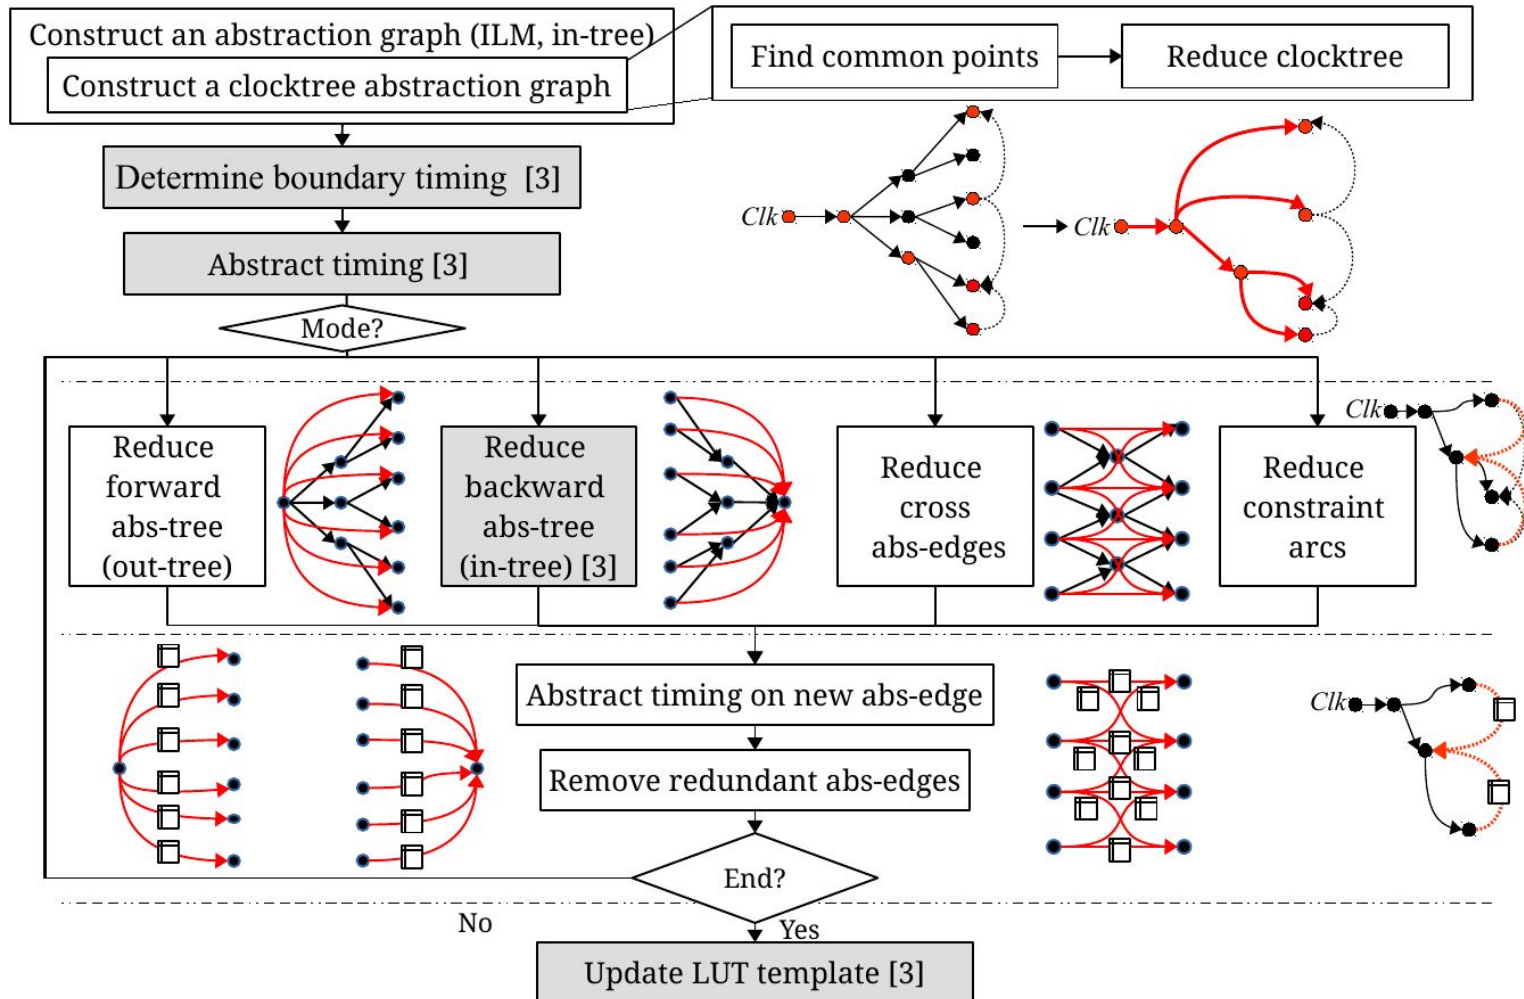 Construct an abstraction graph (ILM, in-tree)
Construct a clocktree abstraction graph
Find common points
Reduce clocktree
Determine boundary timing [3]
Abstract timing [3]
Mode?
Clk
Clk
Reduce
forward
abs-tree
(out-tree)
Reduce
backward
abs-tree
(in-tree) [3]
Reduce
cross
abs-edges
Reduce
constraint
arcs
Clk
Abstract timing on new abs-edge
Remove redundant abs-edges
Clk
End?
No
Yes
Update LUT template [3]